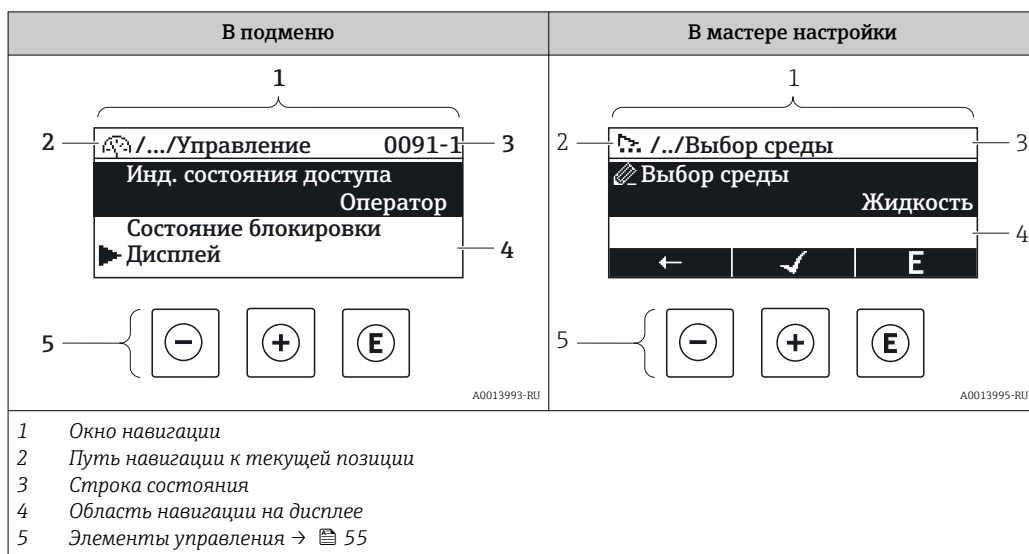 В подменю
В мастере настройки
1
2
/.../Управление 0091-1
3
Инд. состояния доступа
Оператор
Состояние блокировки
Дисплей
4
5
E
A0013993-RU
1
2
/../Выбор среды
3
Выбор среды
Жидкость
4
E
5
E
A0013995-RU
1 Окно навигации
2 Путь навигации к текущей позиции
3 Строка состояния
4 Область навигации на дисплее
5 Элементы управления → 55